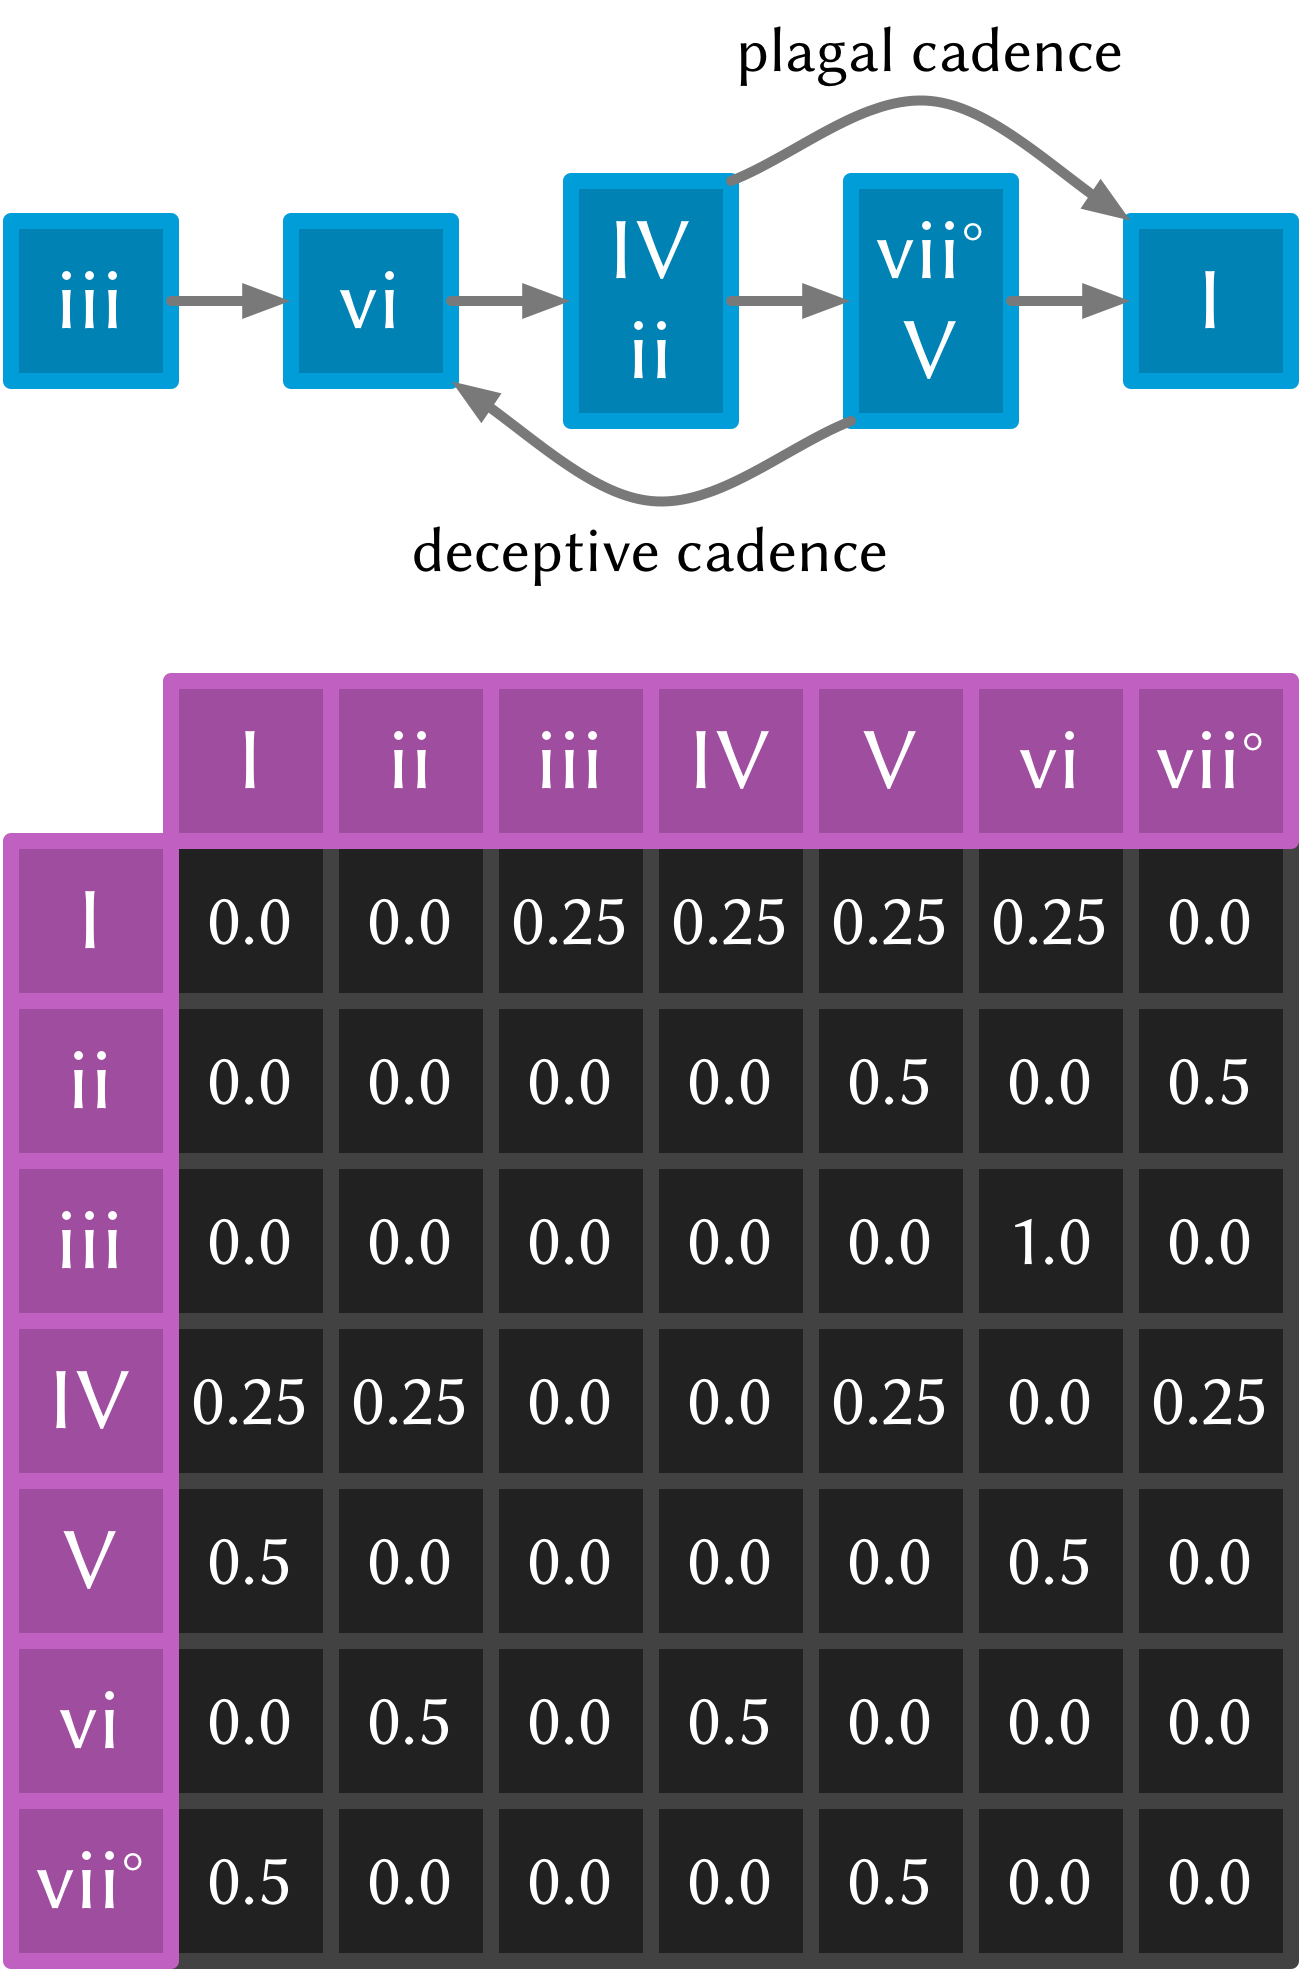 plagal cadence
iii vi IV ii vii° V I
deceptive cadence
I ii iii IV V vi vii°
I 0.0 0.0 0.25 0.25 0.25 0.25 0.0
ii 0.0 0.0 0.0 0.0 0.5 0.0 0.5
iii 0.0 0.0 0.0 0.0 0.0 1.0 0.0
IV 0.25 0.25 0.0 0.0 0.25 0.0 0.25
V 0.5 0.0 0.0 0.0 0.0 0.5 0.0
vi 0.0 0.5 0.0 0.5 0.0 0.0 0.0
vii° 0.5 0.0 0.0 0.0 0.5 0.0 0.0